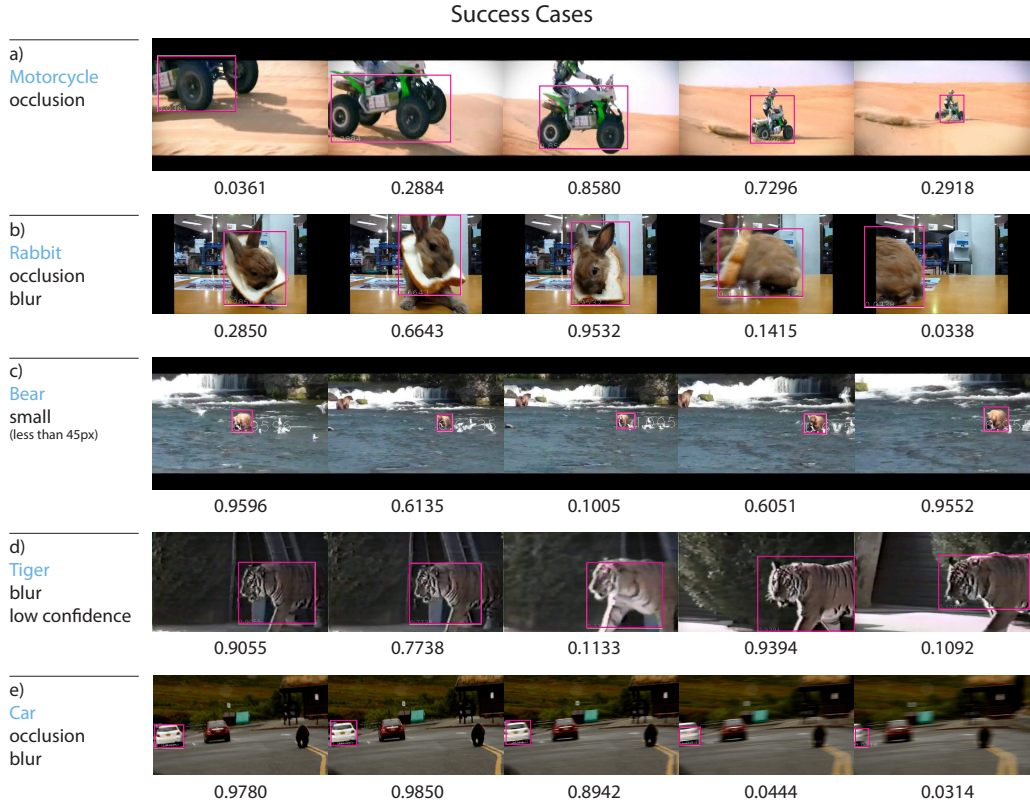 Success Cases
a)
Motorcycle
occlusion
0.0361 0.2884 0.8580 0.7296 0.2918
b)
Rabbit
occlusion
blur
0.2850 0.6643 0.9532 0.1415 0.0338
c)
Bear
small
(less than 45px)
0.9596 0.6135 0.1005 0.6051 0.9552
d)
Tiger
blur
low confidence
0.9055 0.7738 0.1133 0.9394 0.1092
e)
Car
occlusion
blur
0.9780 0.9850 0.8942 0.0444 0.0314